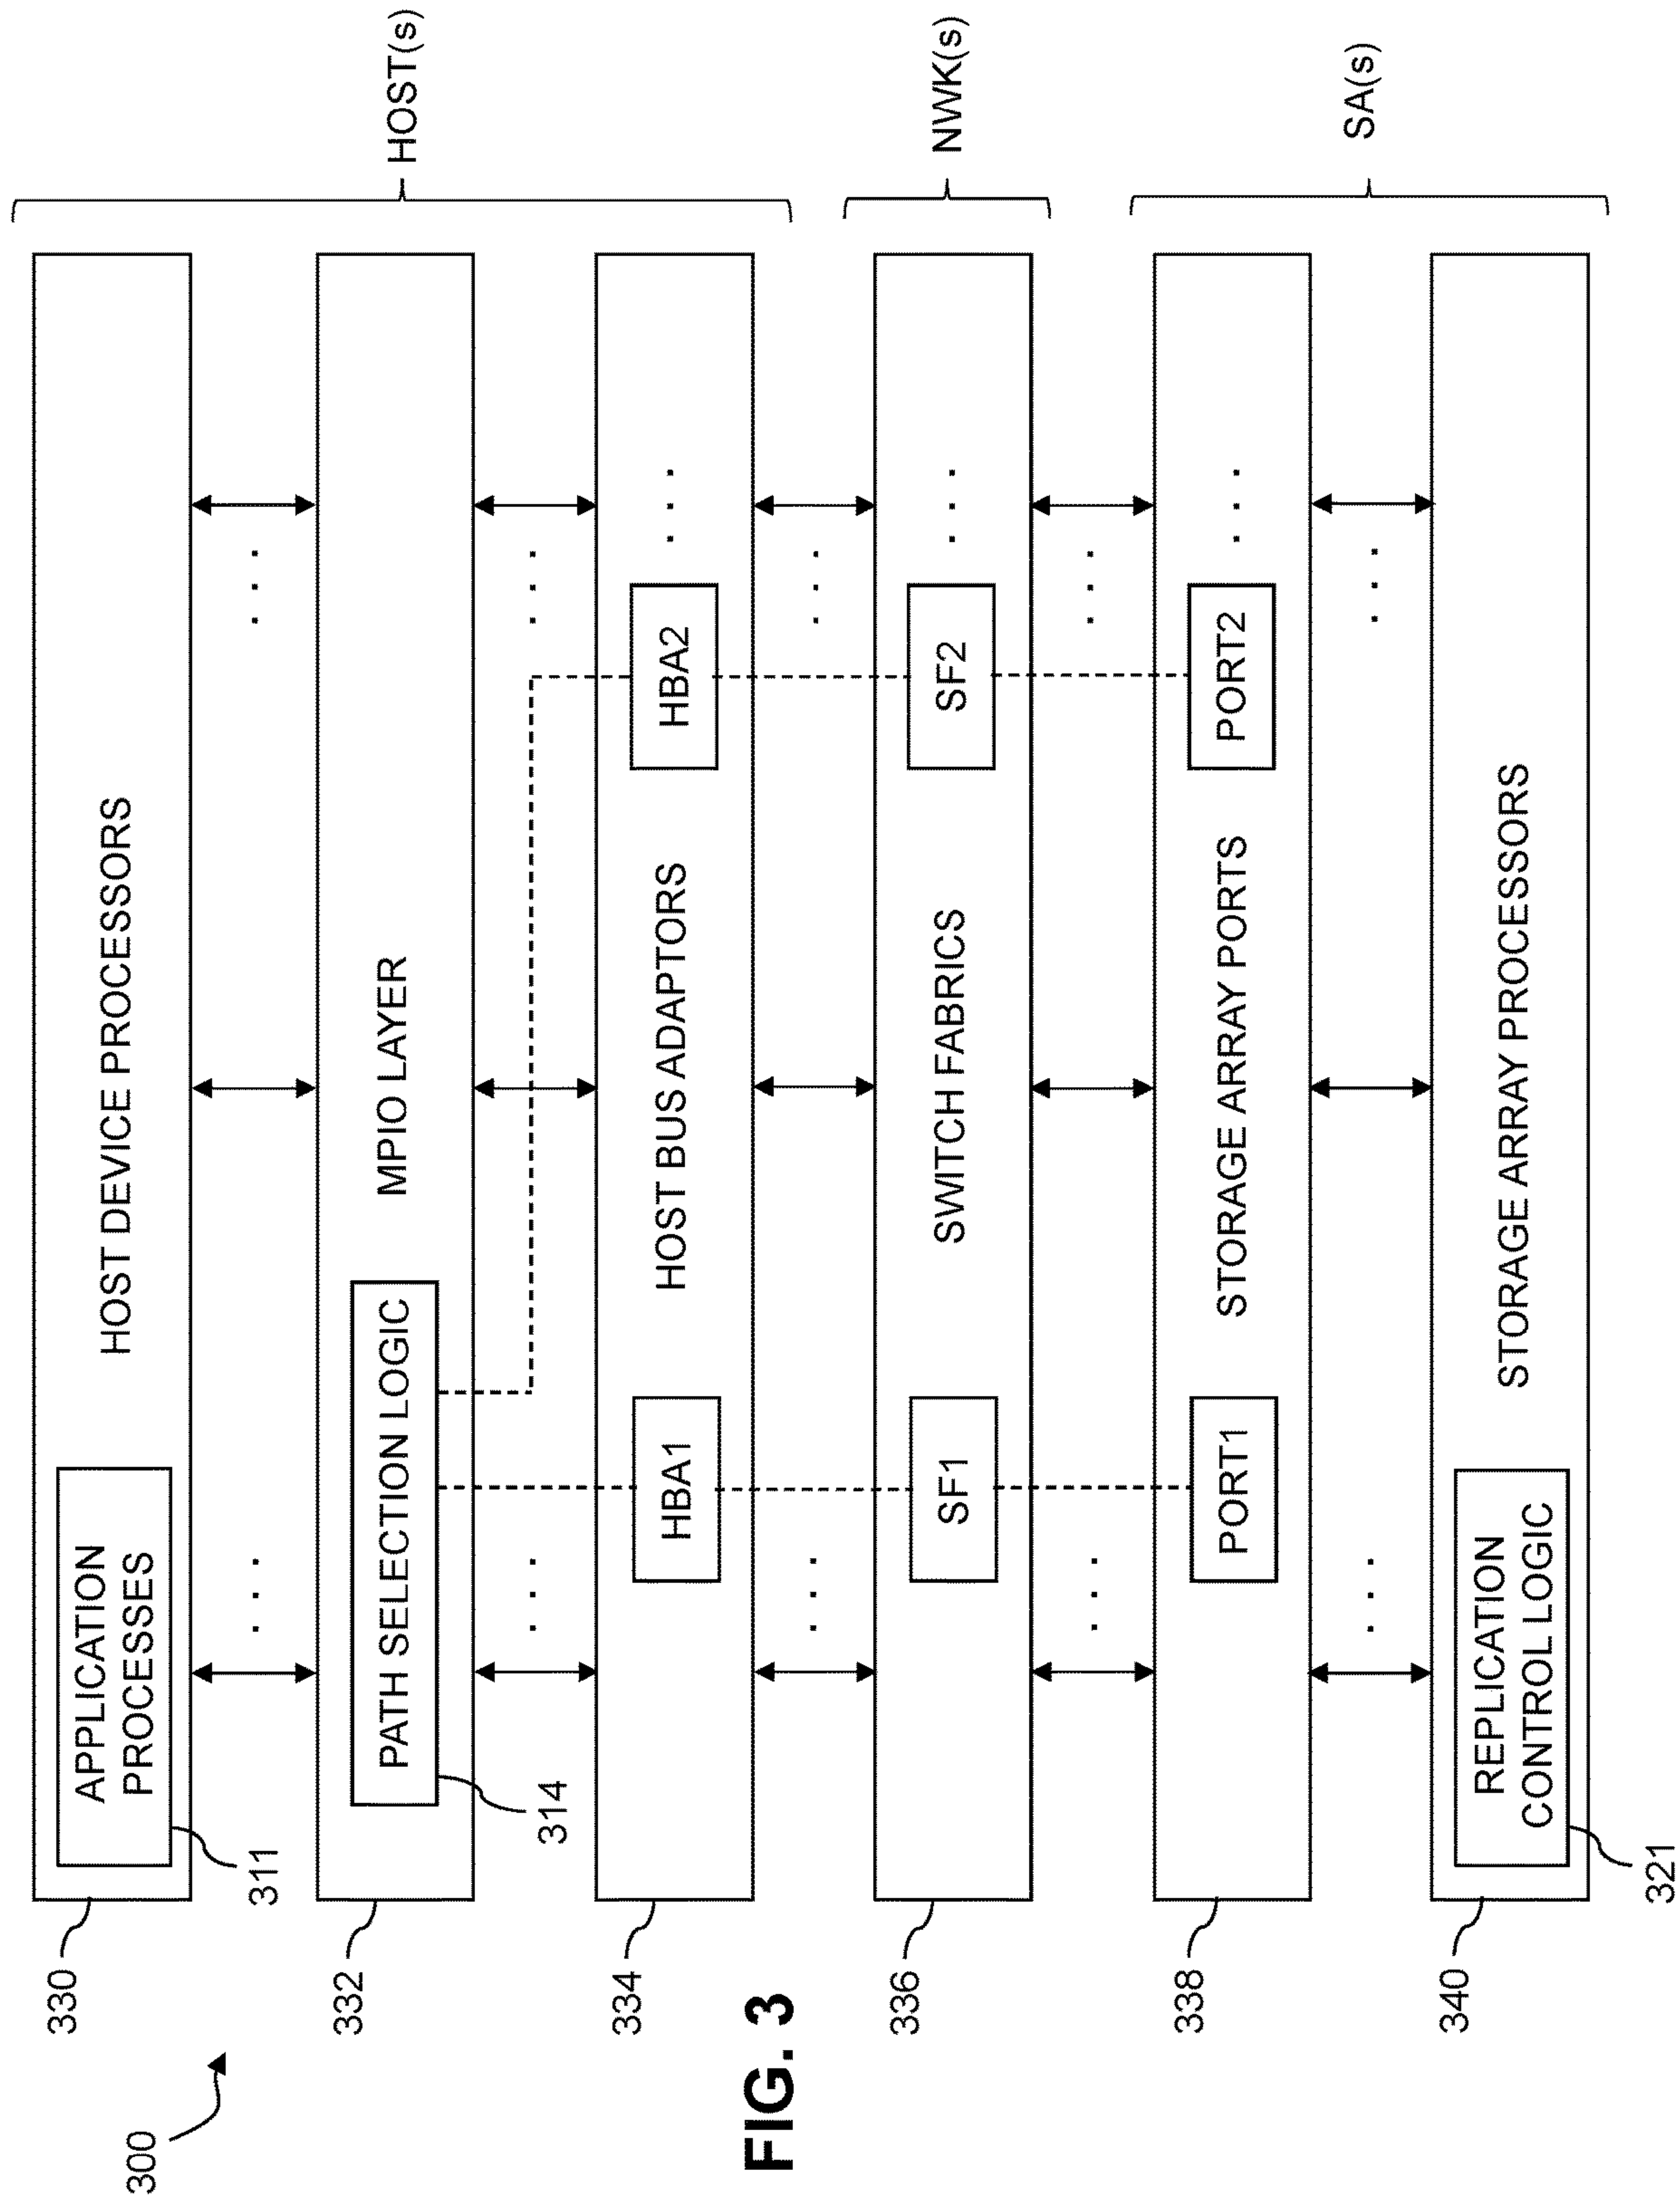 300
330
APPLICATION
PROCESSES
311
HOST DEVICE PROCESSORS
332
PATH SELECTION LOGIC
314
MPIO LAYER
334
HBA1
HOST BUS ADAPTORS
HBA2
. . .
HOST(s)
336
SF1
SWITCH FABRICS
SF2
. . .
NWK(s)
338
PORT1
STORAGE ARRAY PORTS
PORT2
. . .
340
REPLICATION
CONTROL LOGIC
321
STORAGE ARRAY PROCESSORS
SA(s)
FIG. 3